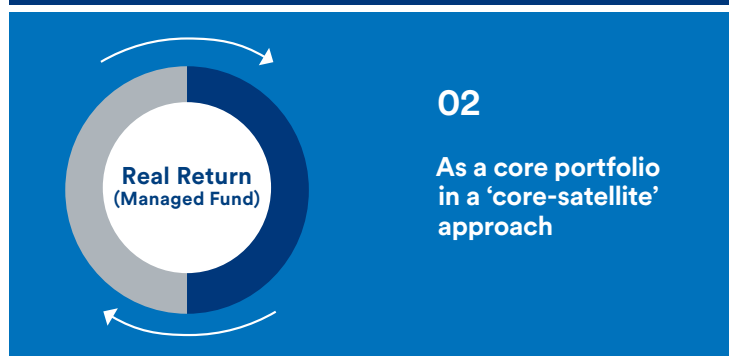 Real Return
(Managed Fund)
02
As a core portfolio
in a ‘core-satellite’
approach